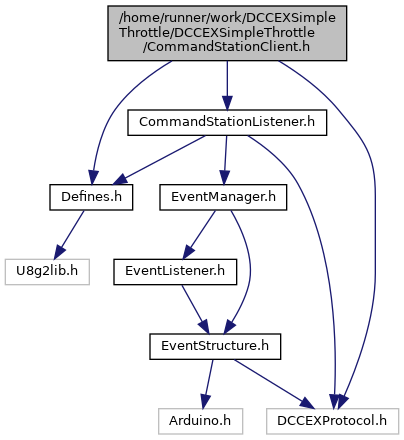 /home/runner/work/DCCEXSimple
Throttle/DCCEXSimpleThrottle
/CommandStationClient.h
CommandStationListener.h
Defines.h
EventManager.h
U8g2lib.h
EventListener.h
EventStructure.h
Arduino.h
DCCEXProtocol.h